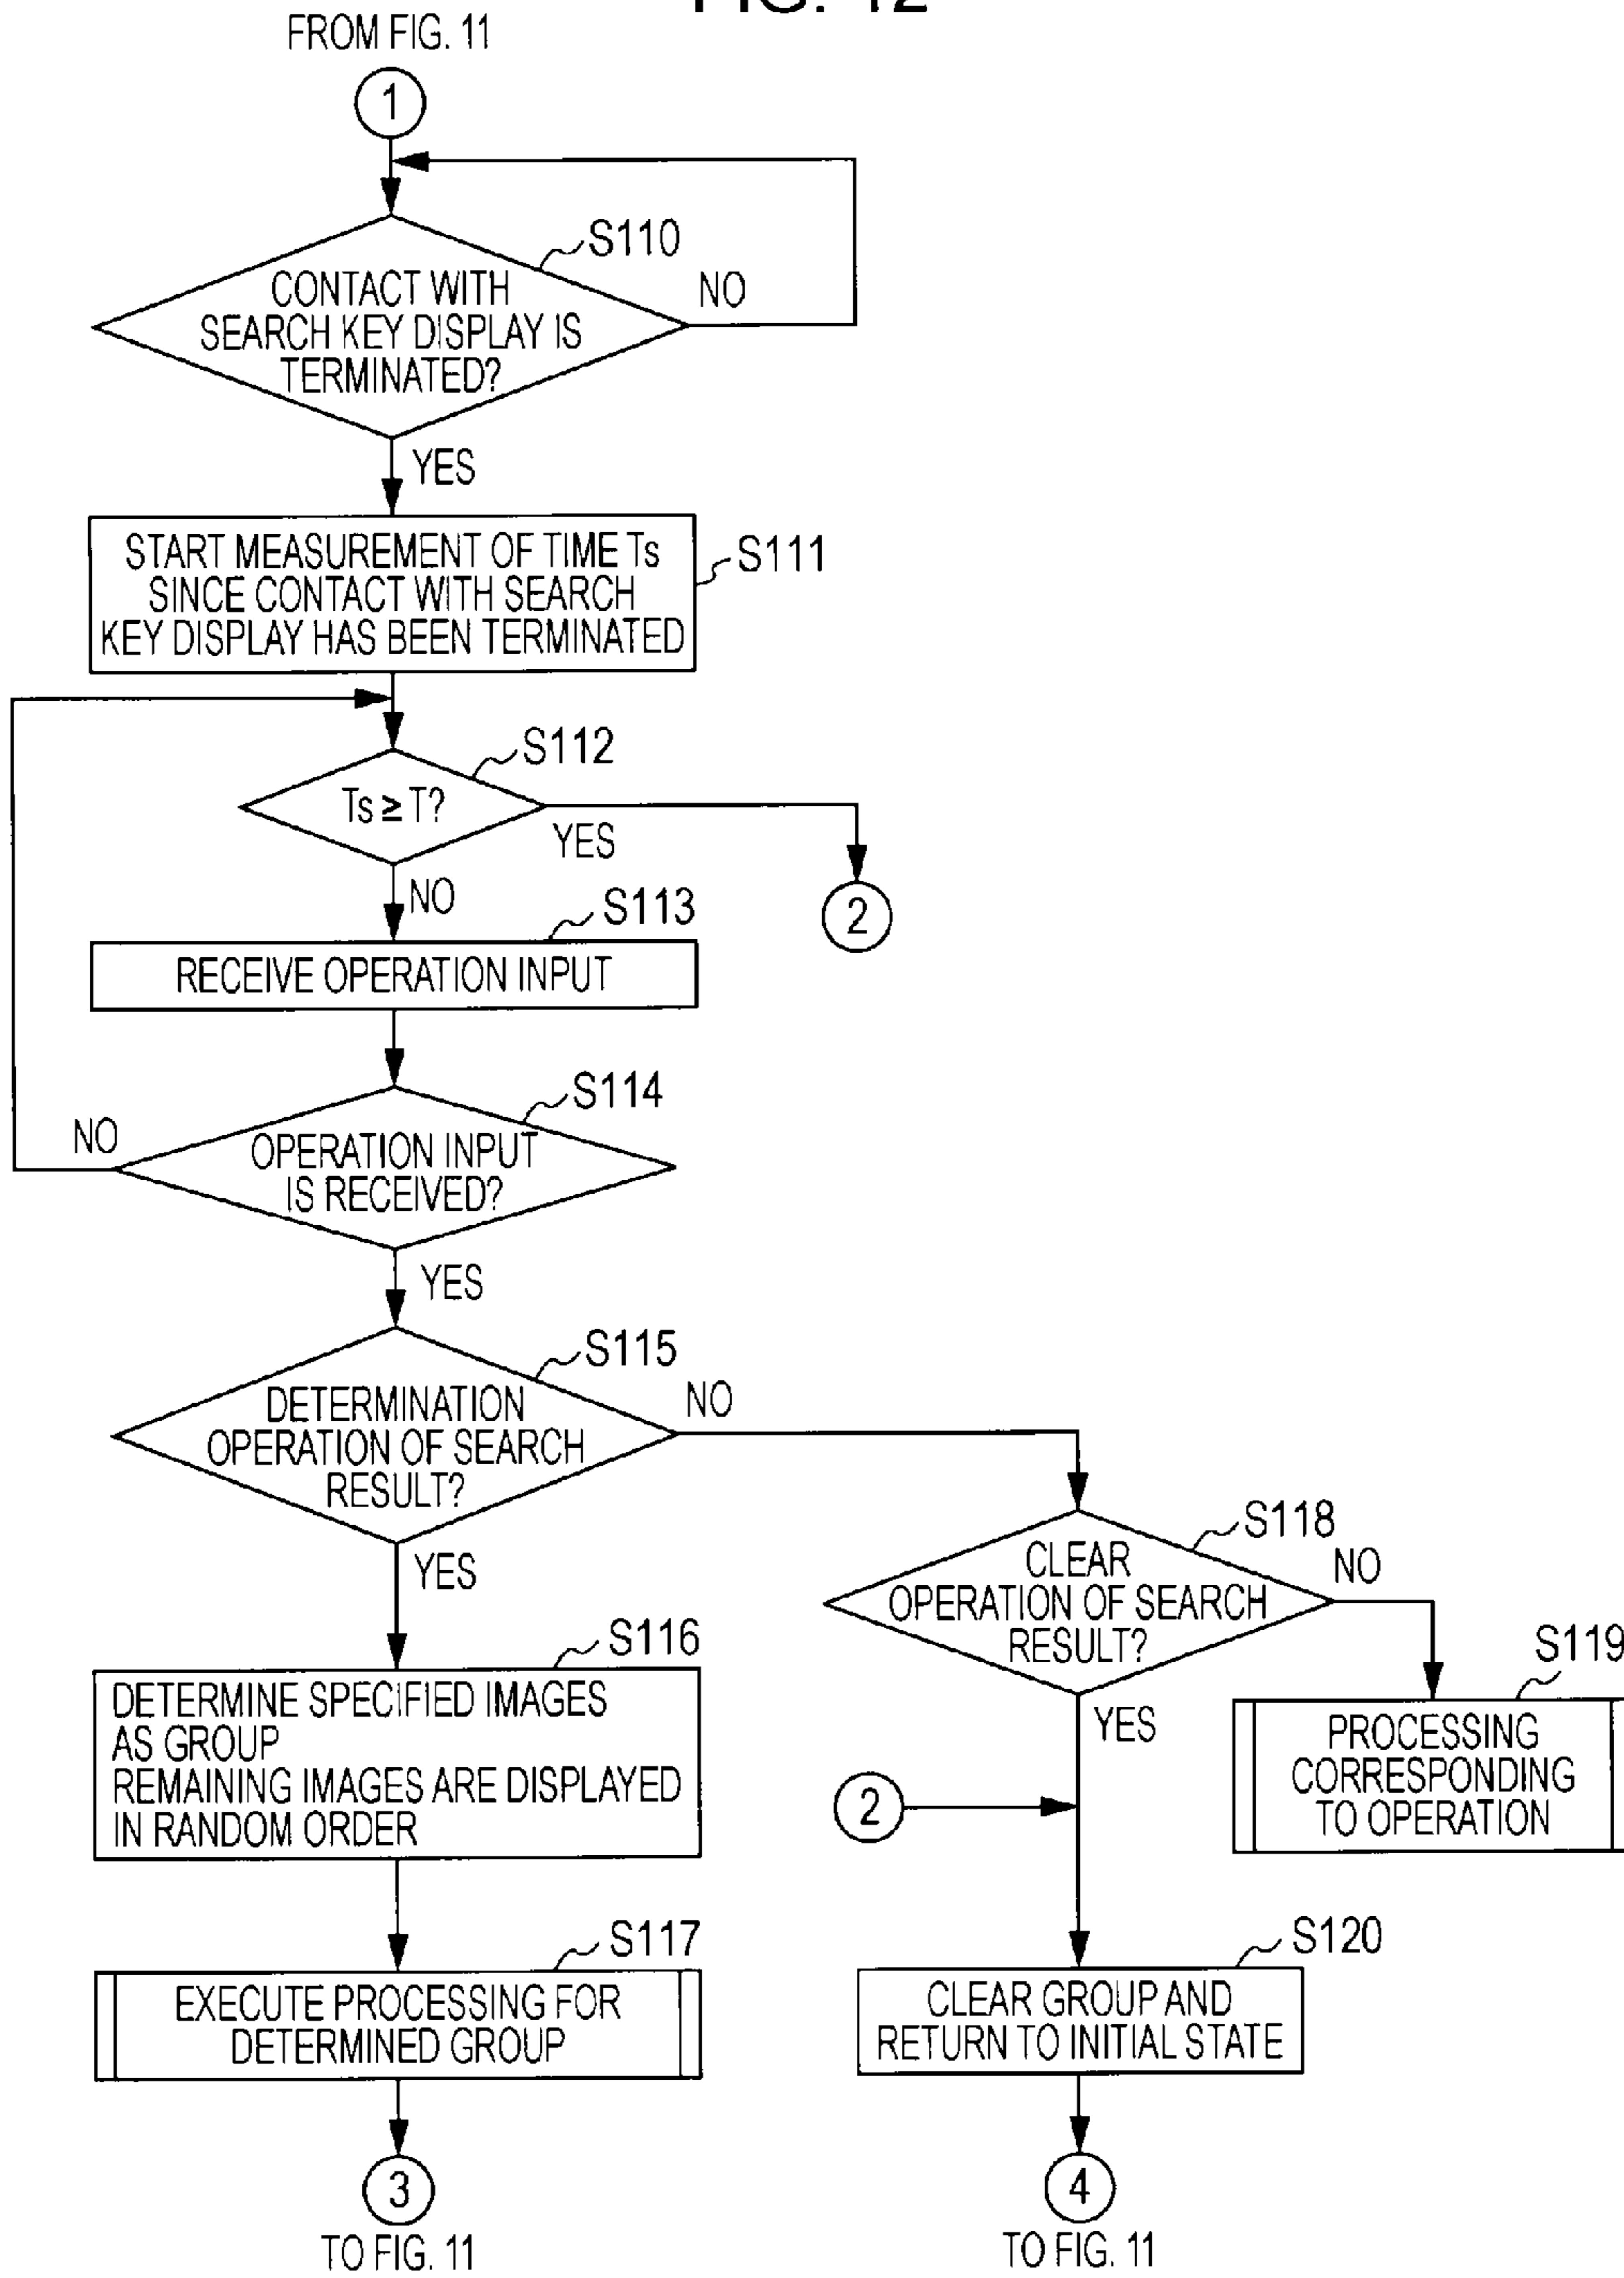 FIG. 12
FROM FIG. 11
1
S110
CONTACT WITH
SEARCH KEY DISPLAY IS
TERMINATED?
NO
YES
START MEASUREMENT OF TIME Ts
SINCE CONTACT WITH SEARCH
KEY DISPLAY HAS BEEN TERMINATED
S111
S112
Ts ≥ T?
YES
NO
2
S113
RECEIVE OPERATION INPUT
S114
NO
OPERATION INPUT
IS RECEIVED?
YES
S115
DETERMINATION
OPERATION OF SEARCH
RESULT?
NO
YES
S118
CLEAR
OPERATION OF SEARCH
RESULT?
NO
YES
S116
DETERMINE SPECIFIED IMAGES
AS GROUP
REMAINING IMAGES ARE DISPLAYED
IN RANDOM ORDER
S119
PROCESSING
CORRESPONDING
TO OPERATION
2
S117
EXECUTE PROCESSING FOR
DETERMINED GROUP
S120
CLEAR GROUP AND
RETURN TO INITIAL STATE
3
TO FIG. 11
4
TO FIG. 11